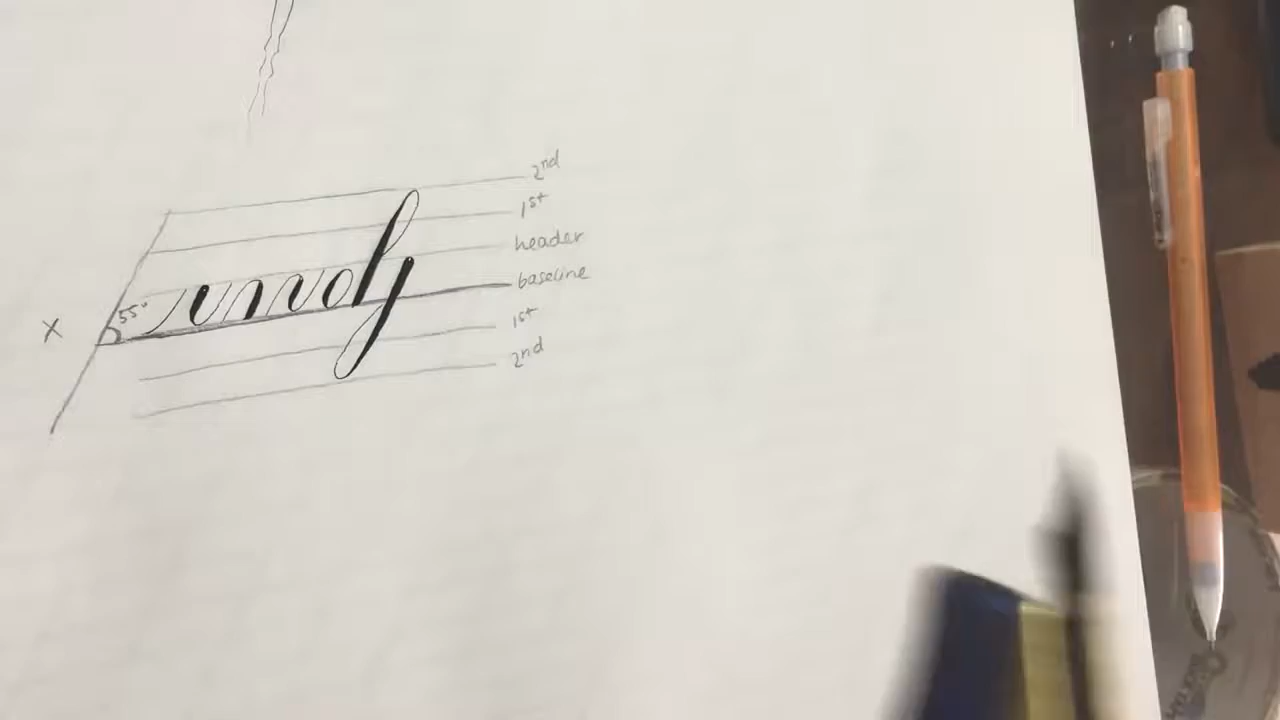 2nd
1st
header
baseline
1st
2nd
x
55°